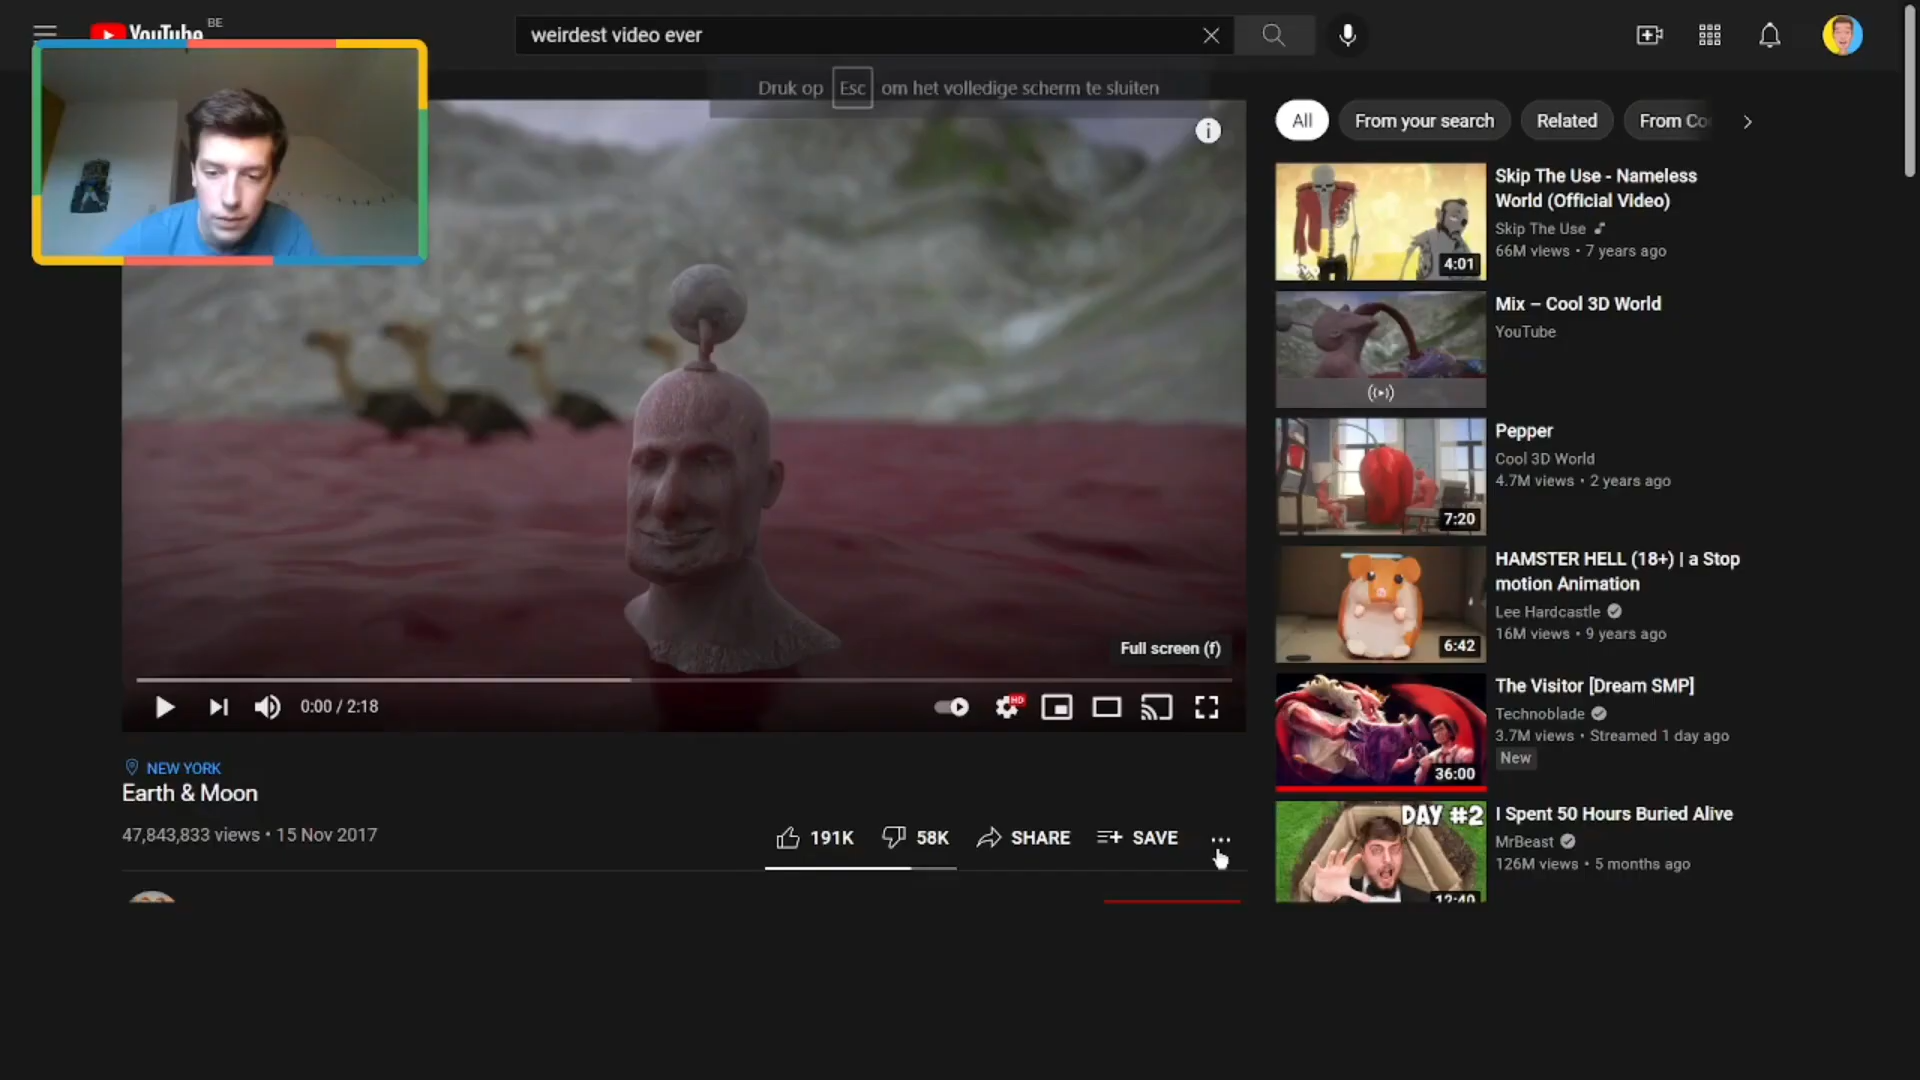 YouTube BE
weirdest video ever
Druk op Esc om het volledige scherm te sluiten
All
From your search
Related
From Co
Skip The Use - Nameless
World (Official Video)
Skip The Use
66M views • 7 years ago
4:01
Mix – Cool 3D World
YouTube
Pepper
Cool 3D World
4.7M views • 2 years ago
7:20
HAMSTER HELL (18+) | a Stop
motion Animation
Lee Hardcastle
16M views • 9 years ago
6:42
The Visitor [Dream SMP]
Technoblade
3.7M views • Streamed 1 day ago
New
36:00
DAY #2
I Spent 50 Hours Buried Alive
MrBeast
126M views • 5 months ago
12:40
Full screen (f)
0:00 / 2:18
HD
NEW YORK
Earth & Moon
47,843,833 views • 15 Nov 2017
191K
58K
SHARE
SAVE